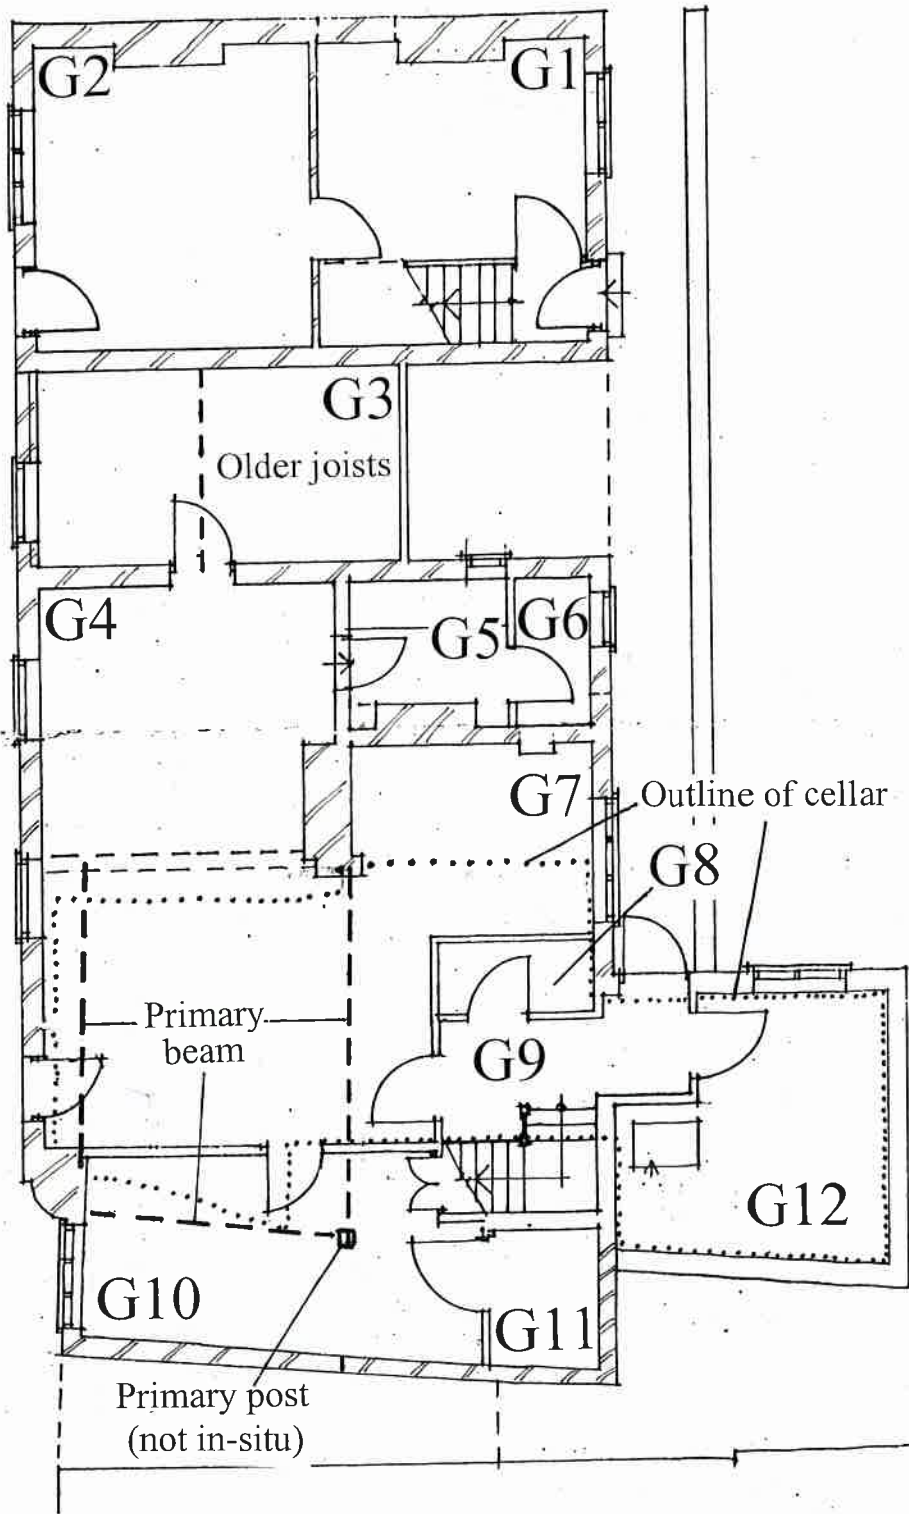 G2
G1
G3
Older joists
G4
G5
G6
G7
Outline of cellar
G8
Primary
beam
G9
G12
G10
G11
Primary post
(not in-situ)